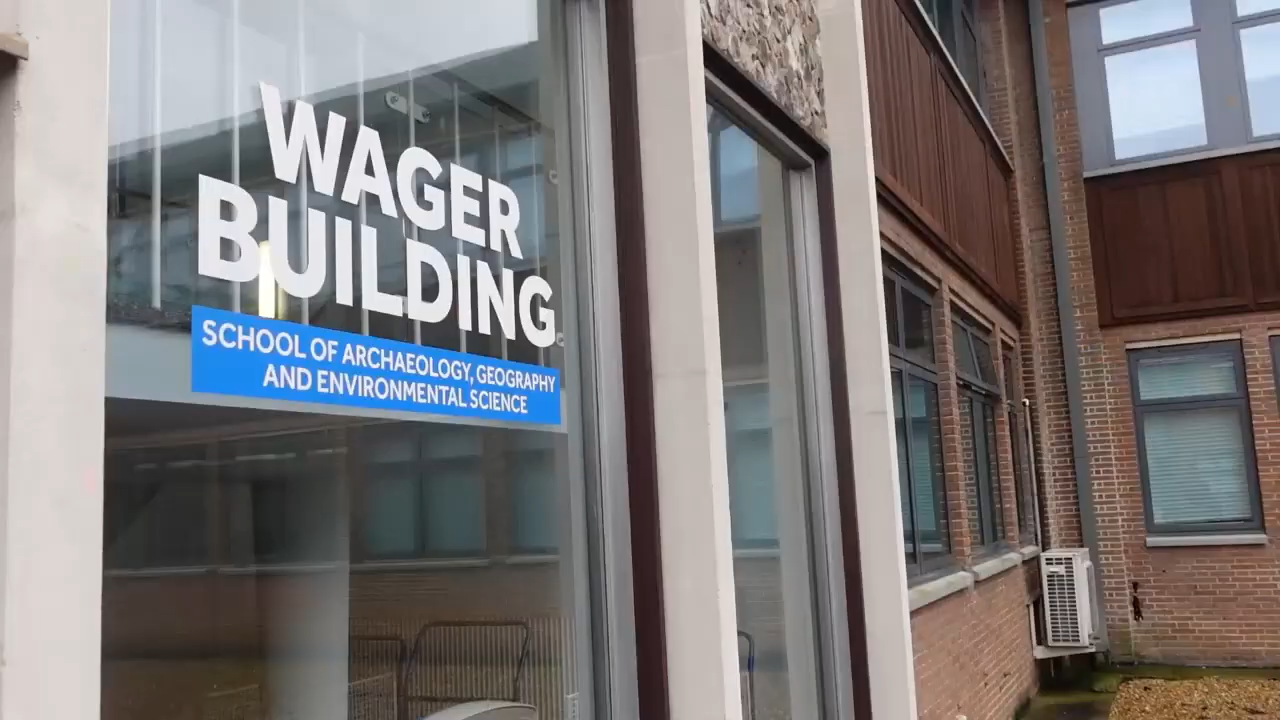 WAGER
BUILDING
SCHOOL OF ARCHAEOLOGY, GEOGRAPHY
AND ENVIRONMENTAL SCIENCE